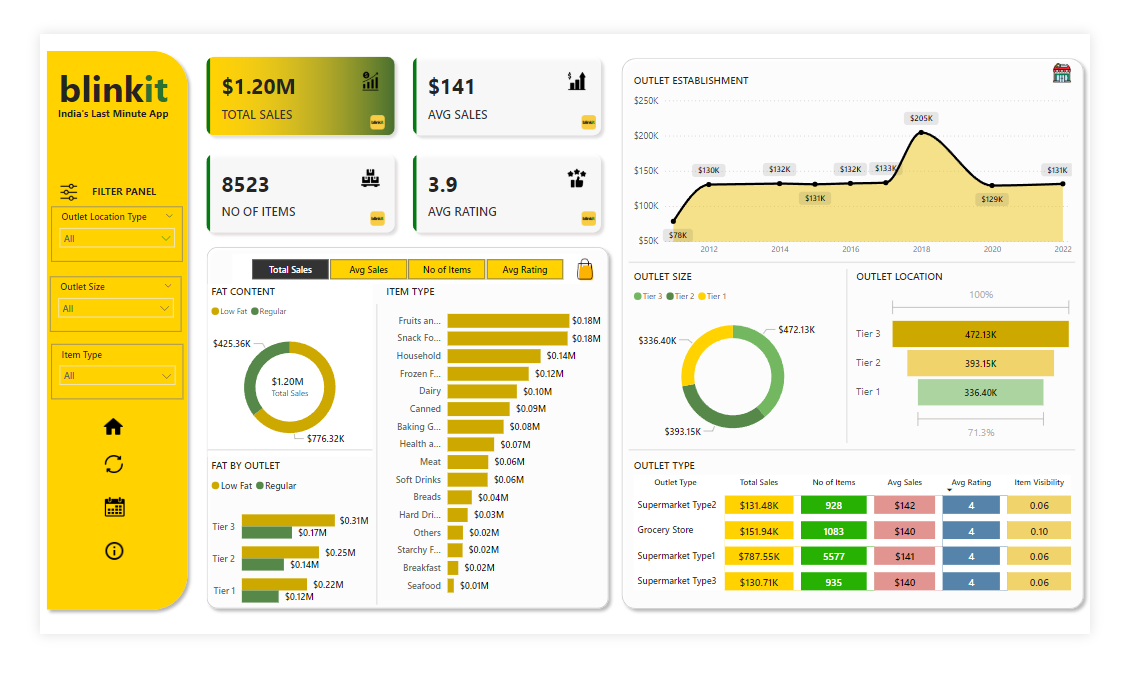 blinkit
India's Last Minute App
FILTER PANEL
Outlet Location Type
All
Outlet Size
All
Item Type
All
$1.20M
TOTAL SALES
blinkit
$141
AVG SALES
blinkit
8523
NO OF ITEMS
blinkit
3.9
AVG RATING
blinkit
Total Sales Avg Sales No of Items Avg Rating
FAT CONTENT
Low Fat Regular
$425.36K
$1.20M
Total Sales
$776.32K
FAT BY OUTLET
Low Fat Regular
Tier 3 $0.31M
$0.17M
Tier 2 $0.25M
$0.14M
Tier 1 $0.22M
$0.12M
ITEM TYPE
Fruits an... $0.18M
Snack Fo... $0.18M
Household $0.14M
Frozen F... $0.12M
Dairy $0.10M
Canned $0.09M
Baking G... $0.08M
Health a... $0.07M
Meat $0.06M
Soft Drinks $0.06M
Breads $0.04M
Hard Dri... $0.03M
Others $0.02M
Starchy F... $0.02M
Breakfast $0.02M
Seafood $0.01M
OUTLET ESTABLISHMENT
$250K
$200K
$150K
$100K
$50K
$78K $130K $132K $131K $132K $133K $205K $129K $131K
2012 2014 2016 2018 2020 2022
OUTLET SIZE
Tier 3 Tier 2 Tier 1
$336.40K $472.13K
$393.15K
OUTLET LOCATION
100%
Tier 3 472.13K
Tier 2 393.15K
Tier 1 336.40K
71.3%
OUTLET TYPE
Outlet Type Total Sales No of Items Avg Sales Avg Rating Item Visibility
Supermarket Type2 $131.48K 928 $142 4 0.06
Grocery Store $151.94K 1083 $140 4 0.10
Supermarket Type1 $787.55K 5577 $141 4 0.06
Supermarket Type3 $130.71K 935 $140 4 0.06